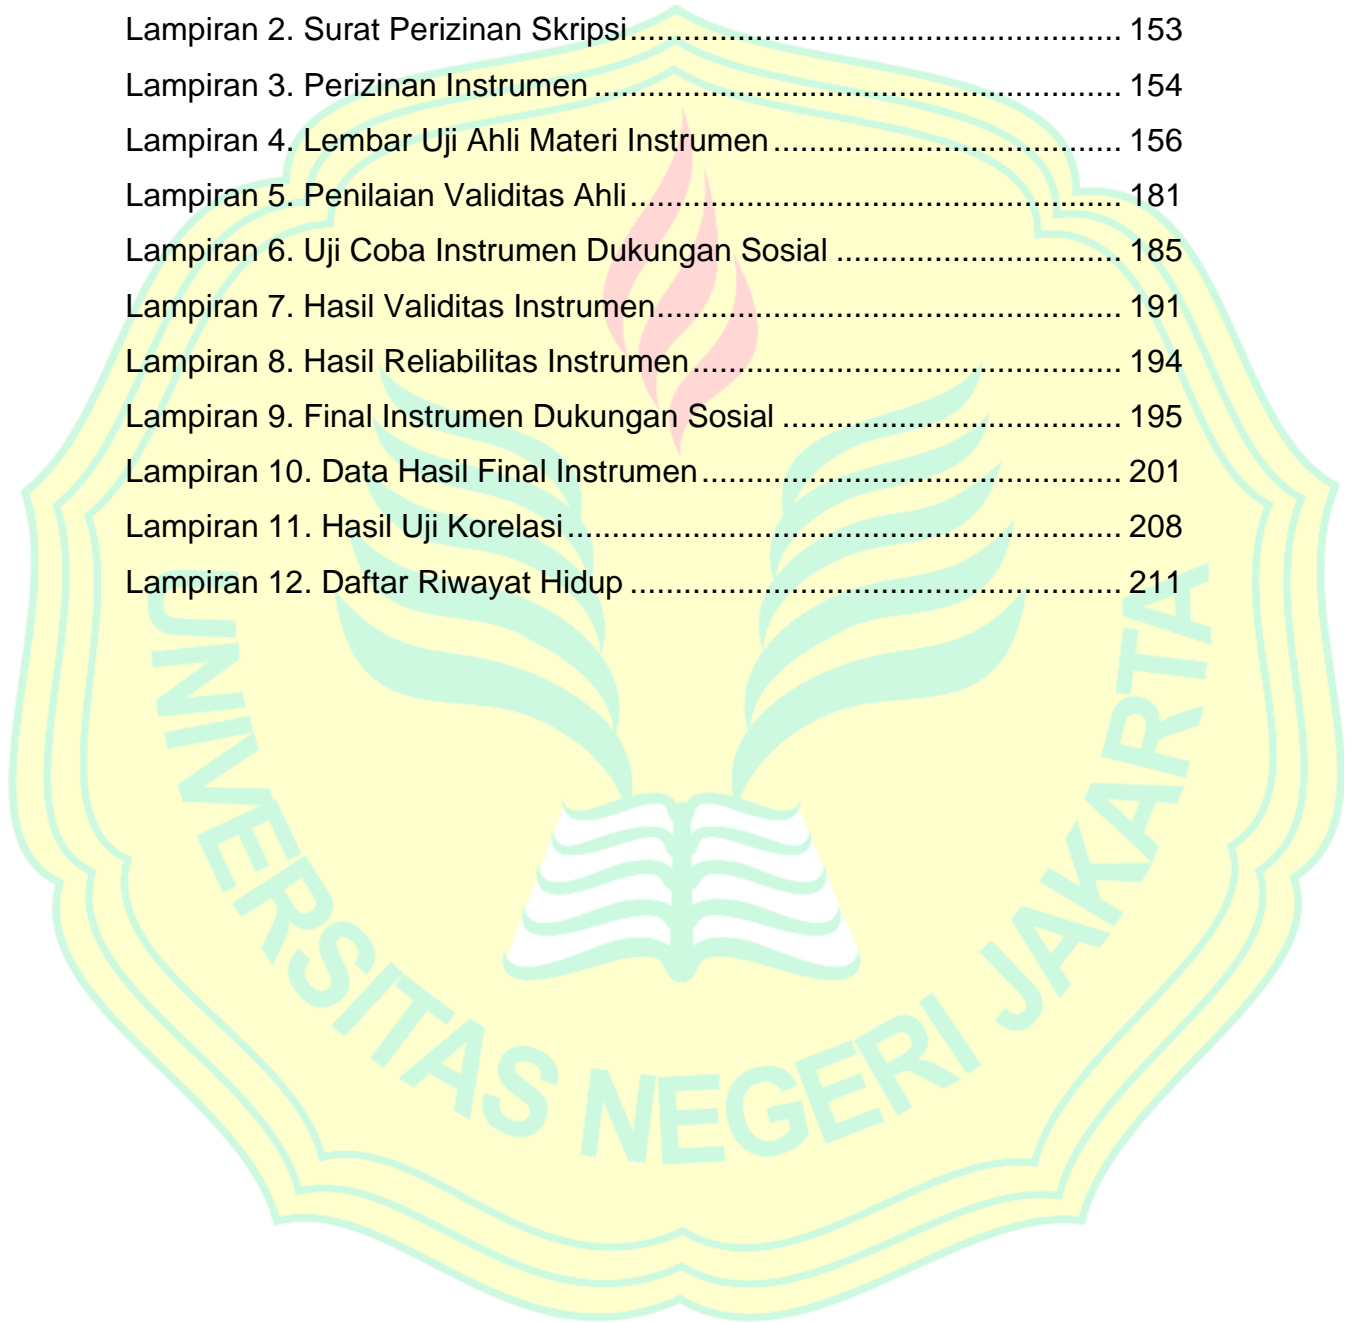 Lampiran 2. Surat Perizinan Skripsi....................................................... 153
Lampiran 3. Perizinan Instrumen ........................................................... 154
Lampiran 4. Lembar Uji Ahli Materi Instrumen....................................... 156
Lampiran 5. Penilaian Validitas Ahli....................................................... 181
Lampiran 6. Uji Coba Instrumen Dukungan Sosial ................................ 185
Lampiran 7. Hasil Validitas Instrumen.................................................... 191
Lampiran 8. Hasil Reliabilitas Instrumen................................................ 194
Lampiran 9. Final Instrumen Dukungan Sosial ...................................... 195
Lampiran 10. Data Hasil Final Instrumen............................................... 201
Lampiran 11. Hasil Uji Korelasi.............................................................. 208
Lampiran 12. Daftar Riwayat Hidup ....................................................... 211
UNIVERSITAS NEGERI JAKARTA